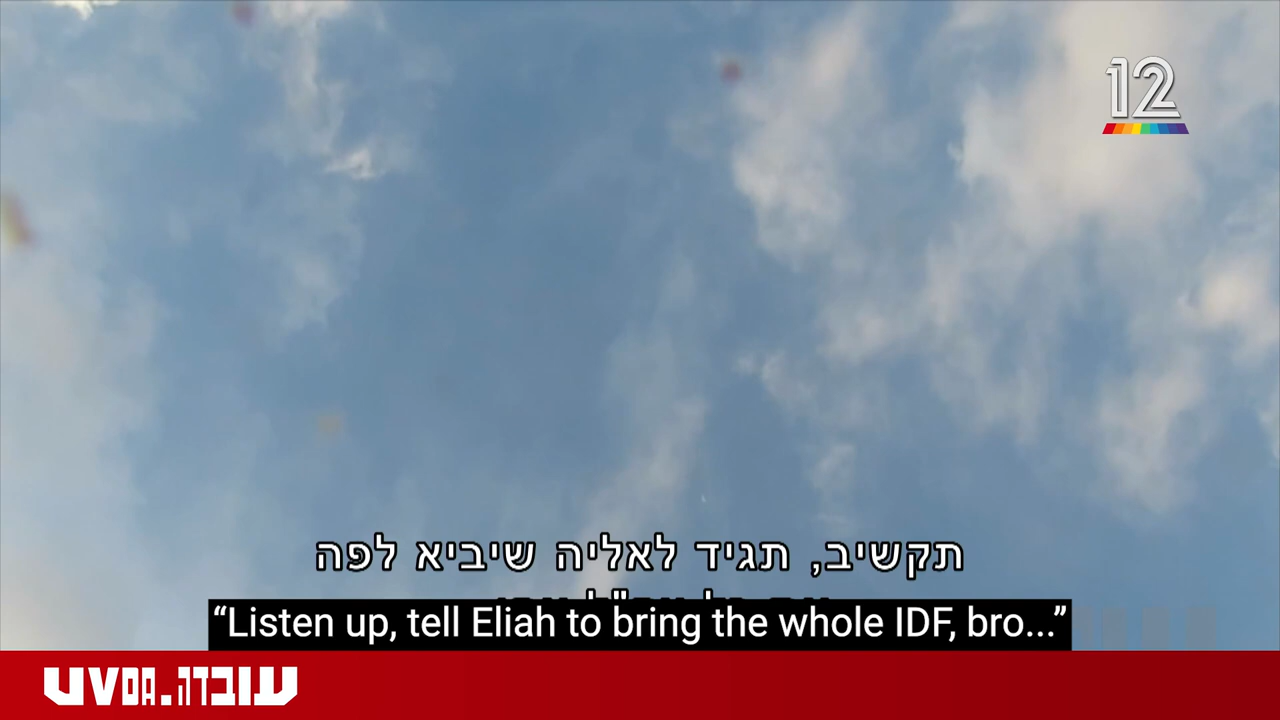 12
תקשיב, תגיד לאליה שיביא לפה
“Listen up, tell Eliah to bring the whole IDF, bro...”
עובדה.UVDA